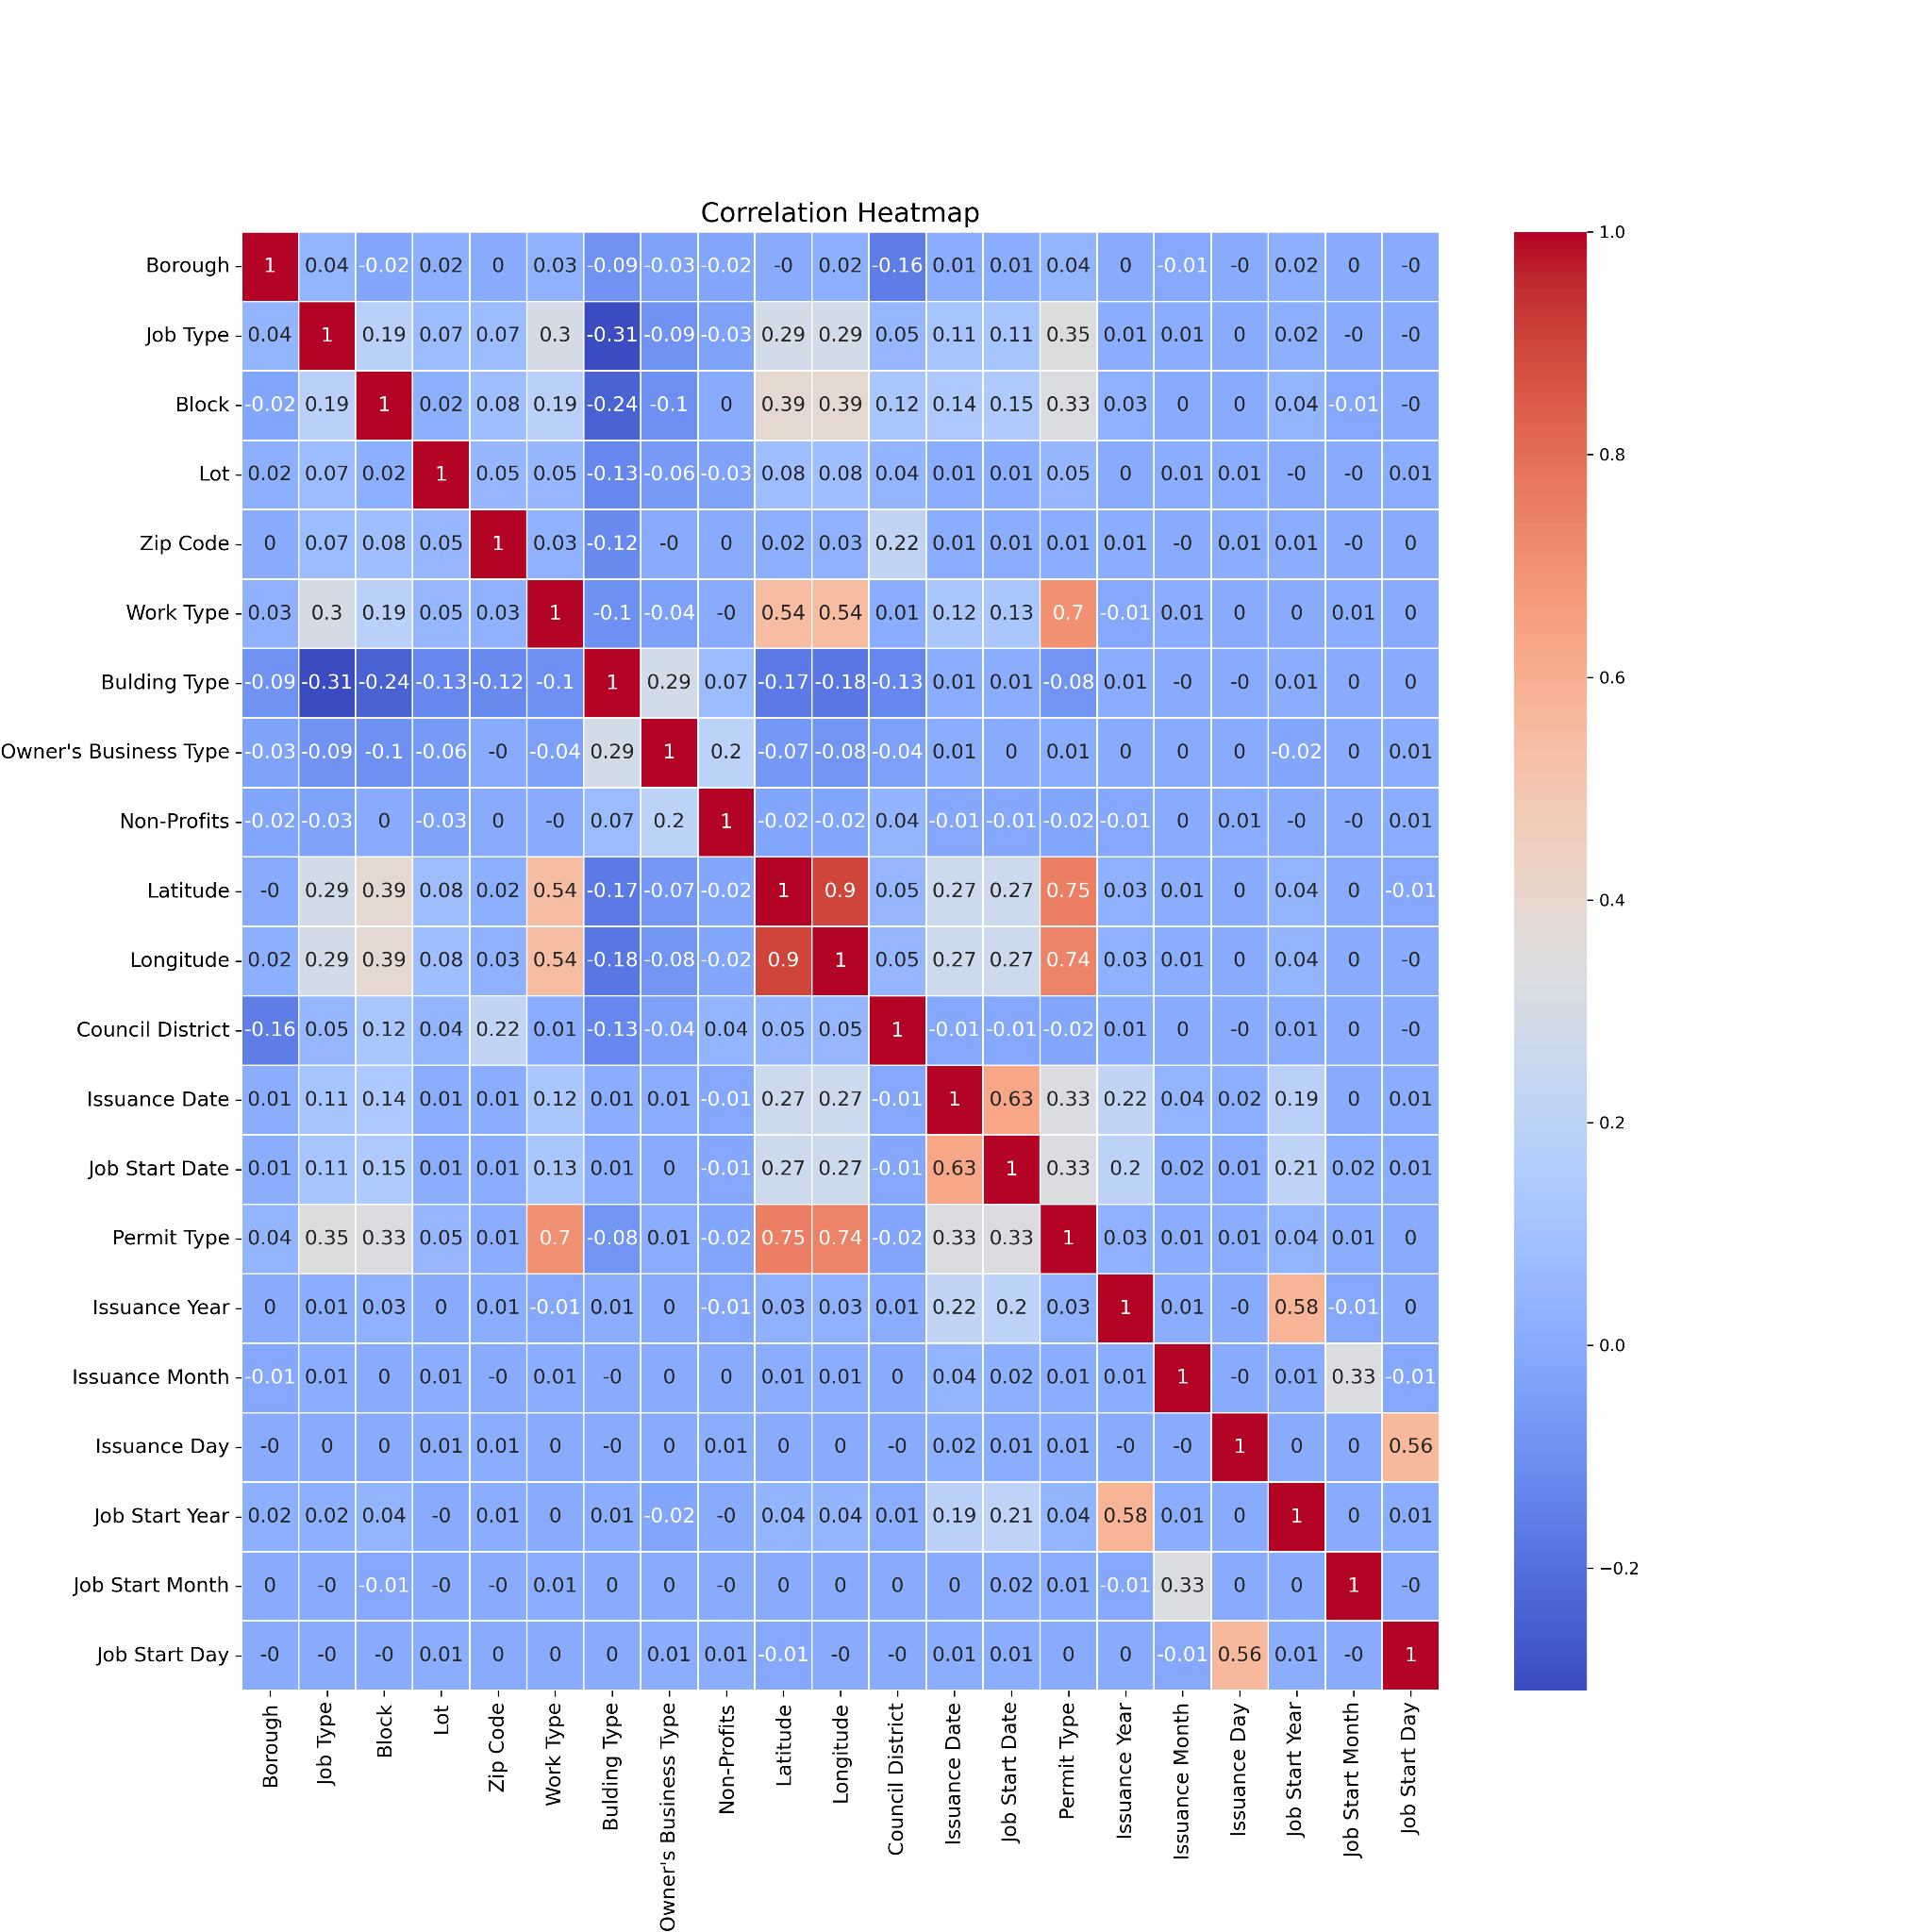 Correlation Heatmap
Borough 1 0.04 -0.02 0.02 0 0.03 -0.09 -0.03 -0.02 -0 0.02 -0.16 0.01 0.01 0.04 0 -0.01 -0 0.02 0 -0
Job Type 0.04 1 0.19 0.07 0.07 0.3 -0.31 -0.09 -0.03 0.29 0.29 0.05 0.11 0.11 0.35 0.01 0.01 0 0.02 -0 -0
Block -0.02 0.19 1 0.02 0.08 0.19 -0.24 -0.1 0 0.39 0.39 0.12 0.14 0.15 0.33 0.03 0 0 0.04 -0.01 -0
Lot 0.02 0.07 0.02 1 0.05 0.05 -0.13 -0.06 -0.03 0.08 0.08 0.04 0.01 0.01 0.05 0 0.01 0.01 -0 -0 0.01
Zip Code 0 0.07 0.08 0.05 1 0.03 -0.12 -0 0 0.02 0.03 0.22 0.01 0.01 0.01 0.01 -0 0.01 0.01 -0 0
Work Type 0.03 0.3 0.19 0.05 0.03 1 -0.1 -0.04 -0 0.54 0.54 0.01 0.12 0.13 0.7 -0.01 0.01 0 0 0.01 0
Bulding Type -0.09 -0.31 -0.24 -0.13 -0.12 -0.1 1 0.29 0.07 -0.17 -0.18 -0.13 0.01 0.01 -0.08 0.01 -0 -0 0.01 0 0
Owner's Business Type -0.03 -0.09 -0.1 -0.06 -0 -0.04 0.29 1 0.2 -0.07 -0.08 -0.04 0.01 0 0.01 0 0 0 -0.02 0 0.01
Non-Profits -0.02 -0.03 0 -0.03 0 -0 0.07 0.2 1 -0.02 -0.02 0.04 -0.01 -0.01 -0.02 -0.01 0 0.01 -0 -0 0.01
Latitude -0 0.29 0.39 0.08 0.02 0.54 -0.17 -0.07 -0.02 1 0.9 0.05 0.27 0.27 0.75 0.03 0.01 0 0.04 0 -0.01
Longitude 0.02 0.29 0.39 0.08 0.03 0.54 -0.18 -0.08 -0.02 0.9 1 0.05 0.27 0.27 0.74 0.03 0.01 0 0.04 0 -0
Council District -0.16 0.05 0.12 0.04 0.22 0.01 -0.13 -0.04 0.04 0.05 0.05 1 -0.01 -0.01 -0.02 0.01 0 -0 0.01 0 -0
Issuance Date 0.01 0.11 0.14 0.01 0.01 0.12 0.01 0.01 -0.01 0.27 0.27 -0.01 1 0.63 0.33 0.22 0.04 0.02 0.19 0 0.01
Job Start Date 0.01 0.11 0.15 0.01 0.01 0.13 0.01 0 -0.01 0.27 0.27 -0.01 0.63 1 0.33 0.2 0.02 0.01 0.21 0.02 0.01
Permit Type 0.04 0.35 0.33 0.05 0.01 0.7 -0.08 0.01 -0.02 0.75 0.74 -0.02 0.33 0.33 1 0.03 0.01 0.01 0.04 0.01 0
Issuance Year 0 0.01 0.03 0 0.01 -0.01 0.01 0 -0.01 0.03 0.03 0.01 0.22 0.2 0.03 1 0.01 -0 0.58 -0.01 0
Issuance Month -0.01 0.01 0 0.01 -0 0.01 -0 0 0 0.01 0.01 0 0.04 0.02 0.01 0.01 1 -0 0.01 0.33 -0.01
Issuance Day -0 0 0 0.01 0.01 0 -0 0 0.01 0 0 -0 0.02 0.01 0.01 -0 -0 1 0 0 0.56
Job Start Year 0.02 0.02 0.04 -0 0.01 0 0.01 -0.02 -0 0.04 0.04 0.01 0.19 0.21 0.04 0.58 0.01 0 1 0 0.01
Job Start Month 0 -0 -0.01 -0 -0 0.01 0 0 -0 0 0 0 0 0.02 0.01 -0.01 0.33 0 0 1 -0
Job Start Day -0 -0 -0 0.01 0 0 0 0.01 0.01 -0.01 -0 -0 0.01 0.01 0 0 -0.01 0.56 0.01 -0 1
Borough
Job Type
Block
Lot
Zip Code
Work Type
Bulding Type
Owner's Business Type
Non-Profits
Latitude
Longitude
Council District
Issuance Date
Job Start Date
Permit Type
Issuance Year
Issuance Month
Issuance Day
Job Start Year
Job Start Month
Job Start Day
1.0
0.8
0.6
0.4
0.2
0.0
−0.2